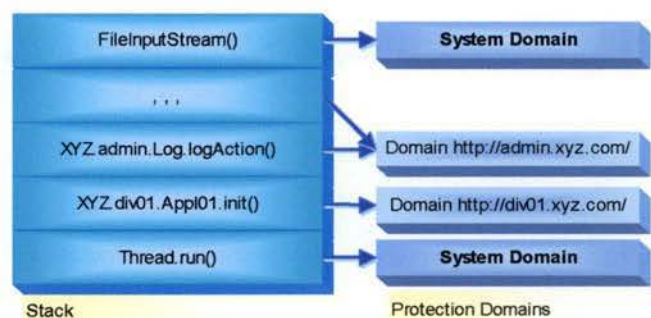 FileInputStream()
System Domain
, , ,
XYZ.admin.Log.logAction()
Domain http://admin.xyz.com/
XYZ.div01.Appl01.init()
Domain http://div01.xyz.com/
Thread.run()
System Domain
Stack
Protection Domains